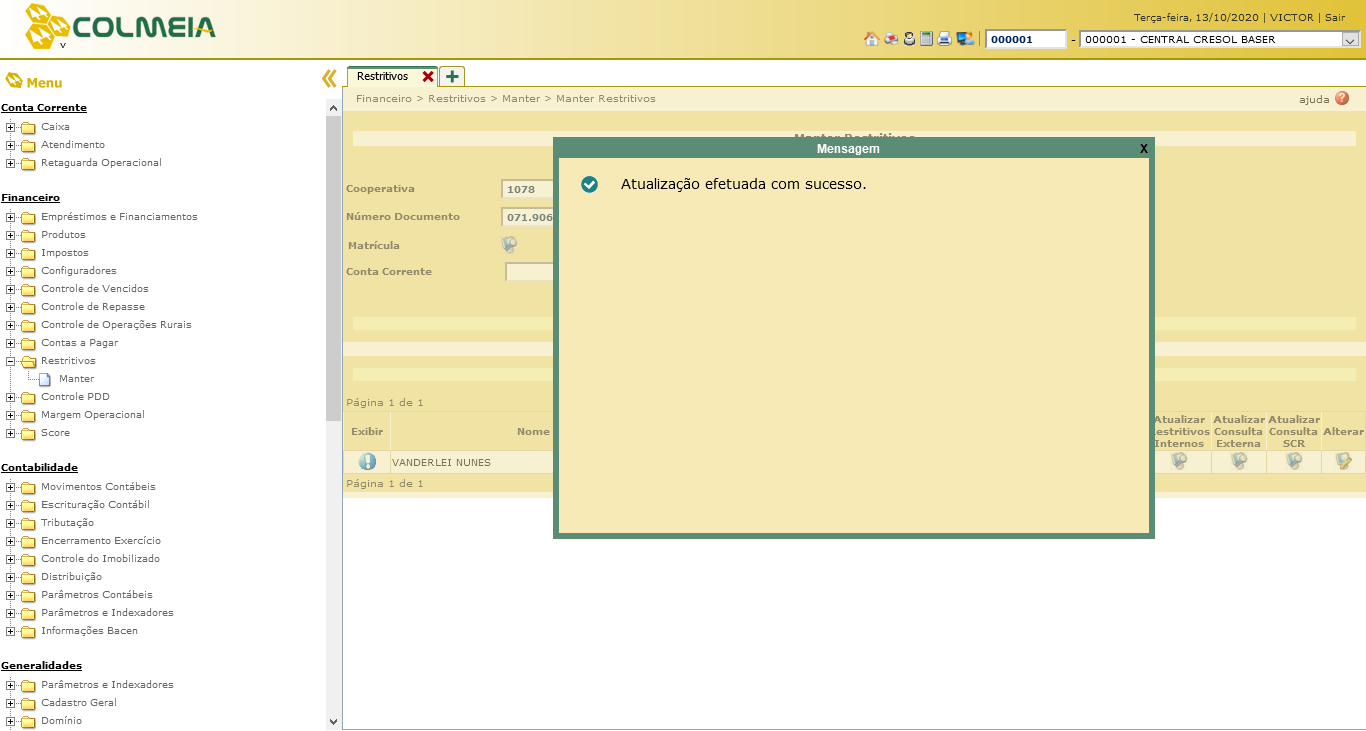 COLMEIA
v
Terça-feira, 13/10/2020 | VICTOR | Sair
000001 - 000001 - CENTRAL CRESOL BASER
Menu
Conta Corrente
Caixa
Atendimento
Retaguarda Operacional
Financeiro
Empréstimos e Financiamentos
Produtos
Impostos
Configuradores
Controle de Vencidos
Controle de Repasse
Controle de Operações Rurais
Contas a Pagar
Restritivos
Manter
Controle PDD
Margem Operacional
Score
Contabilidade
Movimentos Contábeis
Escrituração Contábil
Tributação
Encerramento Exercício
Controle do Imobilizado
Distribuição
Parâmetros Contábeis
Parâmetros e Indexadores
Informações Bacen
Generalidades
Parâmetros e Indexadores
Cadastro Geral
Domínio
Restritivos
Financeiro > Restritivos > Manter > Manter Restritivos
ajuda
Manter Restritivos
Mensagem X
Atualização efetuada com sucesso.
Cooperativa 1078
Número Documento 071.906
Matrícula
Conta Corrente
Página 1 de 1
Exibir Nome
Atualizar Restritivos Internos
Atualizar Consulta Externa
Atualizar Consulta SCR
Alterar
VANDERLEI NUNES
Página 1 de 1